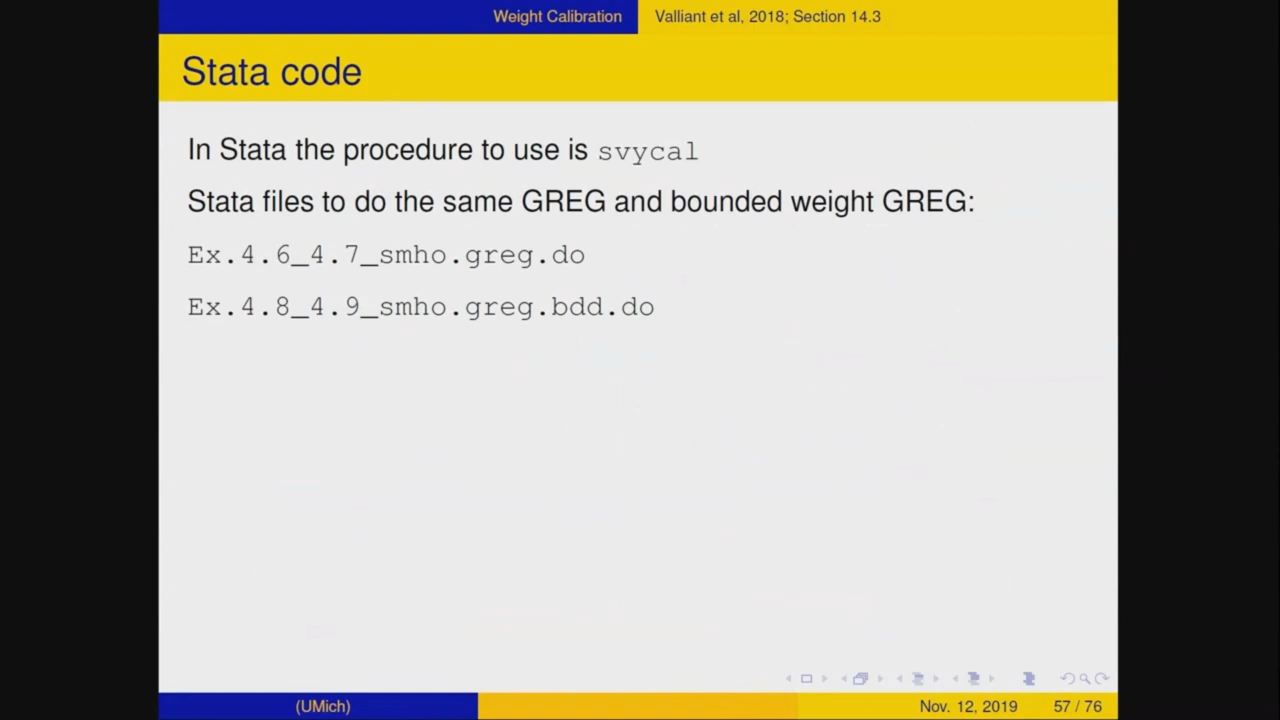 Weight Calibration Valliant et al, 2018; Section 14.3
Stata code
In Stata the procedure to use is svycal
Stata files to do the same GREG and bounded weight GREG:
Ex.4.6_4.7_smho.greg.do
Ex.4.8_4.9_smho.greg.bdd.do
(UMich) Nov. 12, 2019 57 / 76